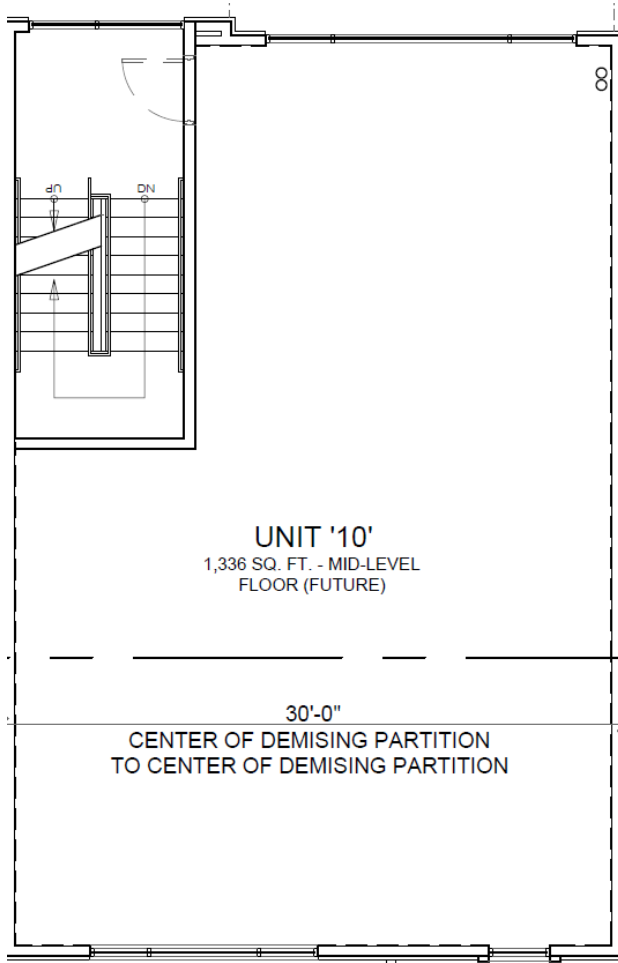 UP
DN
UNIT '10'
1,336 SQ. FT. - MID-LEVEL
FLOOR (FUTURE)
30'-0"
CENTER OF DEMISING PARTITION
TO CENTER OF DEMISING PARTITION